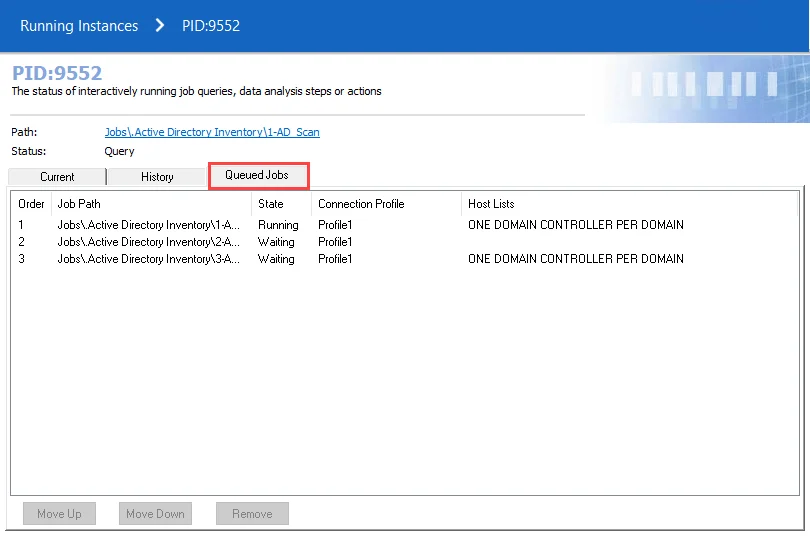 Running Instances > PID:9552
PID:9552
The status of interactively running job queries, data analysis steps or actions
Path: Jobs\.Active Directory Inventory\1-AD_Scan
Status: Query
Current History Queued Jobs
Order Job Path State Connection Profile Host Lists
1 Jobs\.Active Directory Inventory\1-A... Running Profile1 ONE DOMAIN CONTROLLER PER DOMAIN
2 Jobs\.Active Directory Inventory\2-A... Waiting Profile1
3 Jobs\.Active Directory Inventory\3-A... Waiting Profile1 ONE DOMAIN CONTROLLER PER DOMAIN
Move Up Move Down Remove